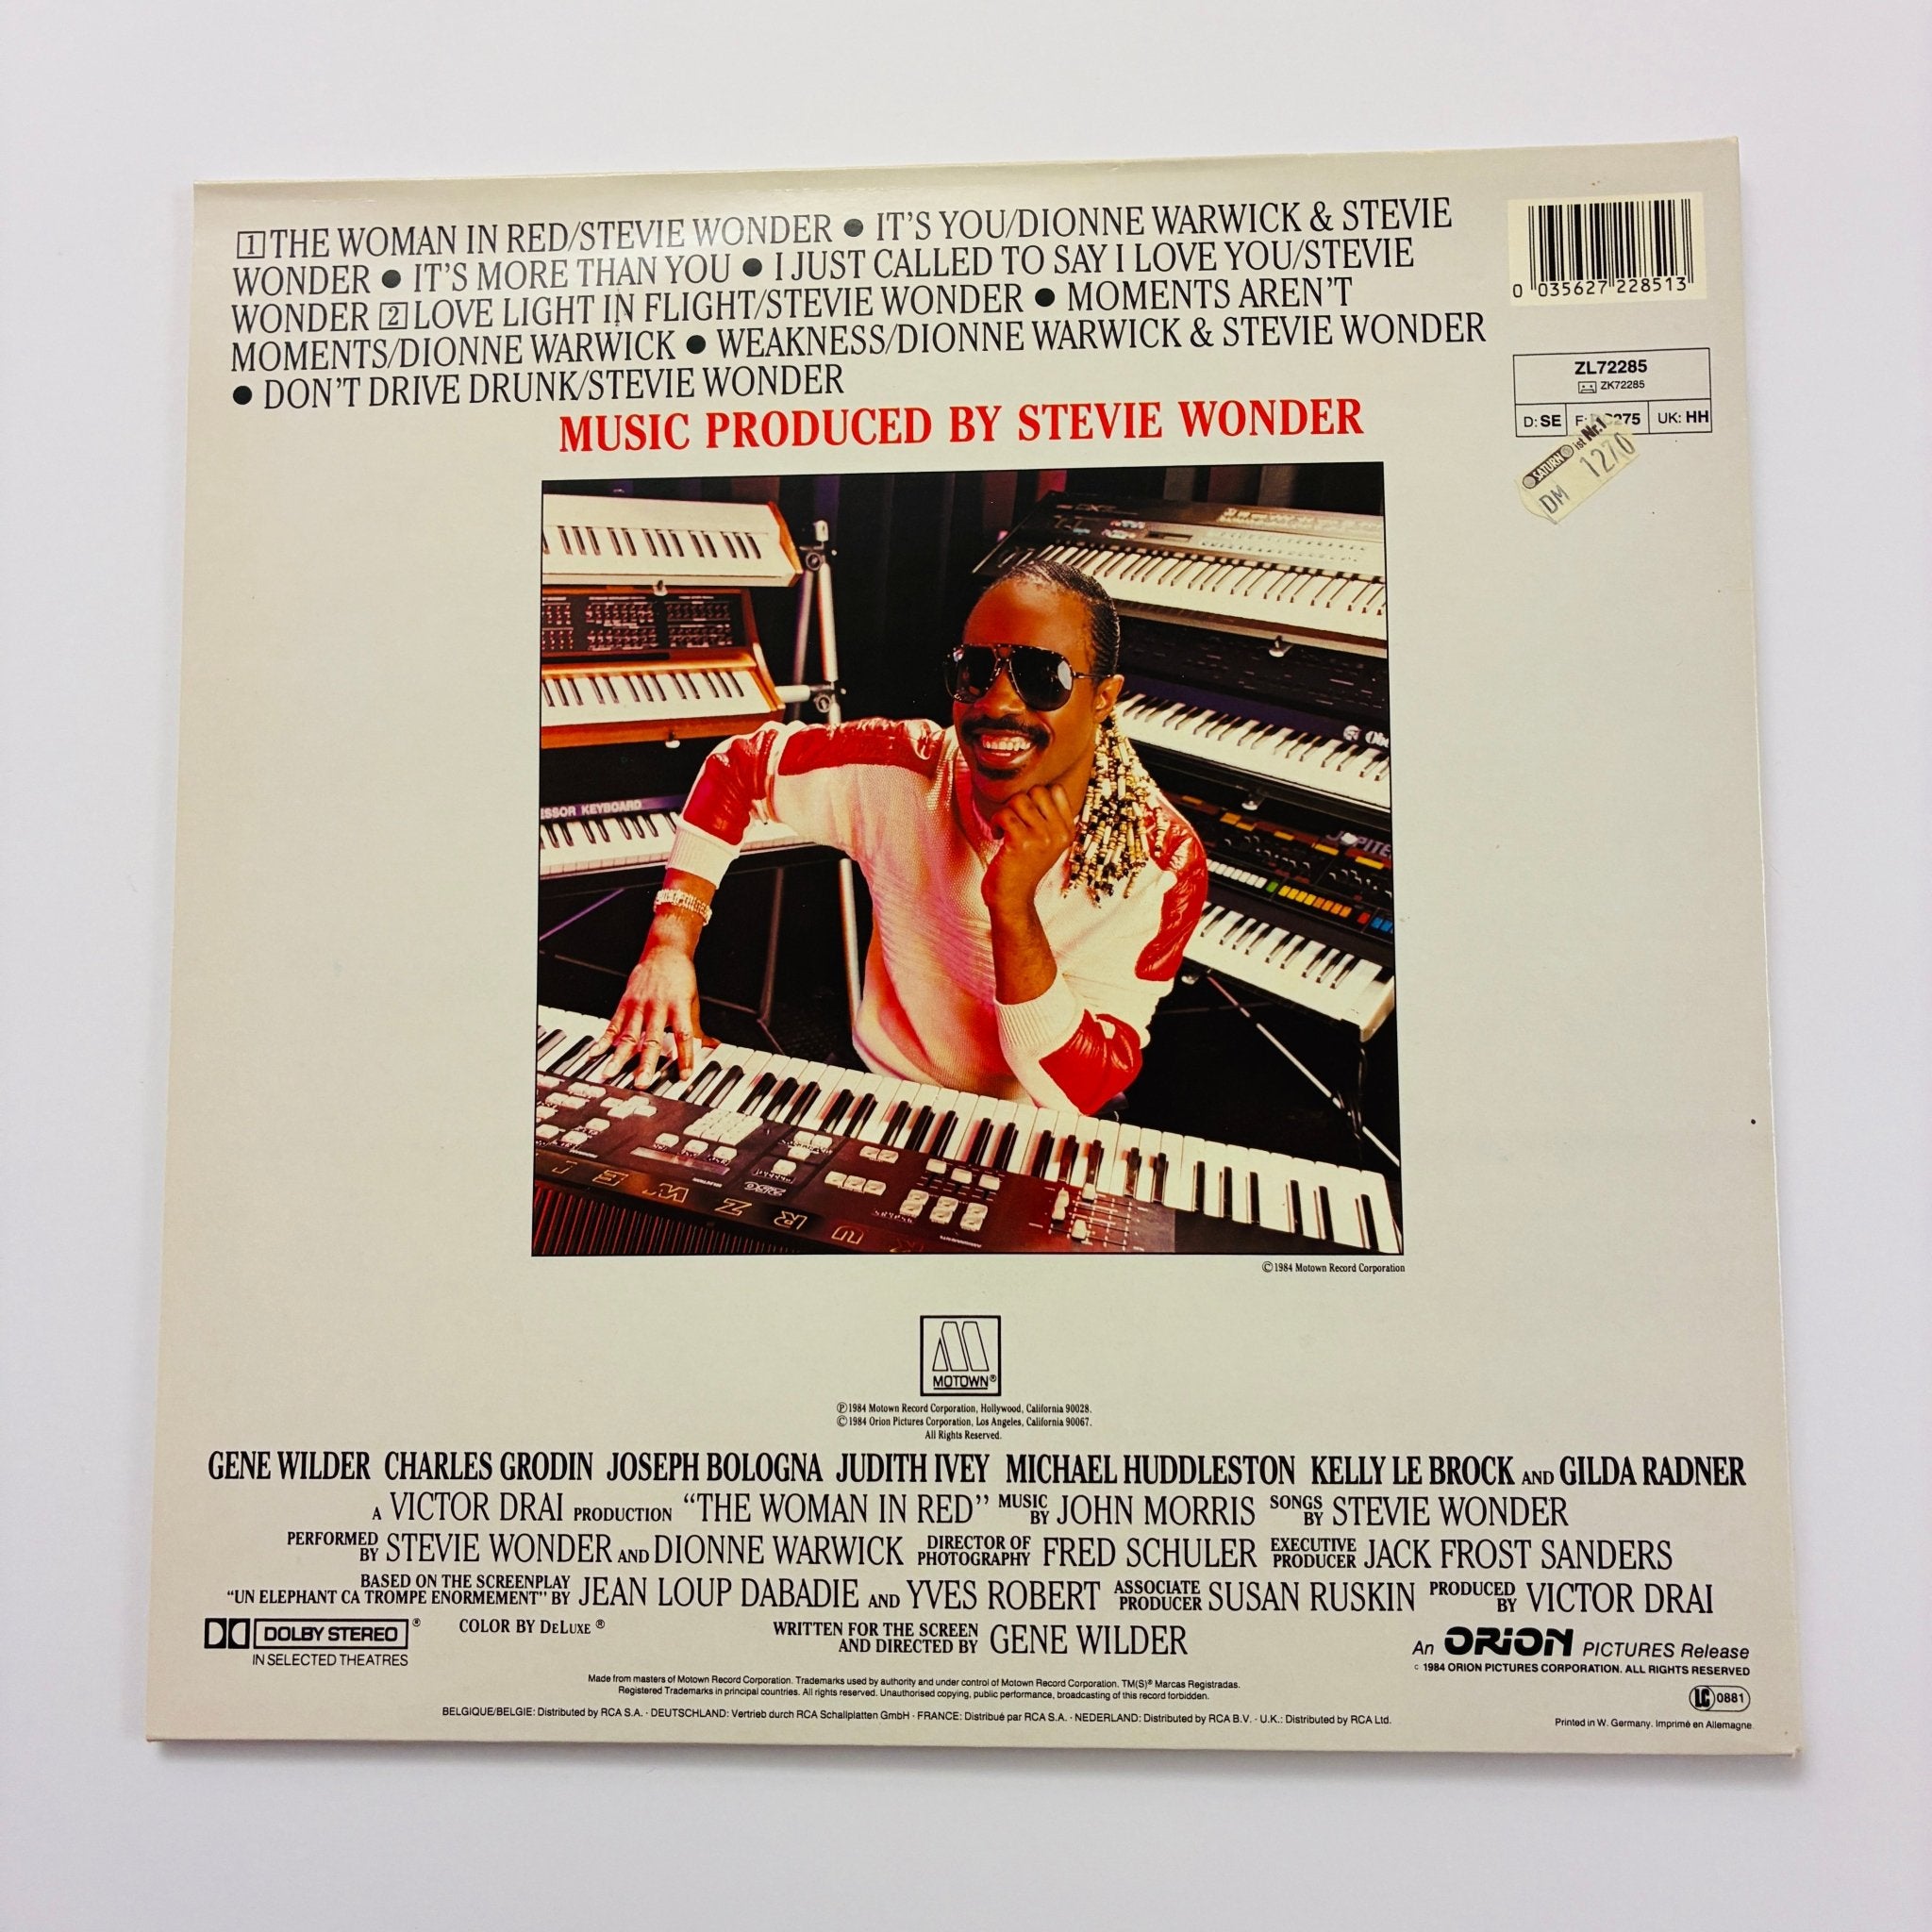 1 THE WOMAN IN RED/STEVIE WONDER ● IT'S YOU/DIONNE WARWICK & STEVIE
WONDER ● IT'S MORE THAN YOU ● I JUST CALLED TO SAY I LOVE YOU/STEVIE
WONDER 2 LOVE LIGHT IN FLIGHT/STEVIE WONDER ● MOMENTS AREN'T
MOMENTS/DIONNE WARWICK ● WEAKNESS/DIONNE WARWICK & STEVIE WONDER
● DON'T DRIVE DRUNK/STEVIE WONDER
MUSIC PRODUCED BY STEVIE WONDER
0 035627 228513
ZL72285
ZK72285
D: SE F: 275 UK: HH
SATURN ist Nr.1
DM 1270
SSOR KEYBOARD
JUPITE
KURZWEIL
©1984 Motown Record Corporation
MOTOWN®
℗1984 Motown Record Corporation, Hollywood, California 90028.
©1984 Orion Pictures Corporation, Los Angeles, California 90067.
All Rights Reserved.
GENE WILDER CHARLES GRODIN JOSEPH BOLOGNA JUDITH IVEY MICHAEL HUDDLESTON KELLY LE BROCK AND GILDA RADNER
A VICTOR DRAI PRODUCTION "THE WOMAN IN RED" MUSIC BY JOHN MORRIS SONGS BY STEVIE WONDER
PERFORMED BY STEVIE WONDER AND DIONNE WARWICK DIRECTOR OF PHOTOGRAPHY FRED SCHULER EXECUTIVE PRODUCER JACK FROST SANDERS
BASED ON THE SCREENPLAY "UN ELEPHANT CA TROMPE ENORMEMENT" BY JEAN LOUP DABADIE AND YVES ROBERT ASSOCIATE PRODUCER SUSAN RUSKIN PRODUCED BY VICTOR DRAI
DOLBY STEREO®
IN SELECTED THEATRES
COLOR BY DELUXE®
WRITTEN FOR THE SCREEN AND DIRECTED BY GENE WILDER
An ORION PICTURES Release
© 1984 ORION PICTURES CORPORATION. ALL RIGHTS RESERVED
Made from masters of Motown Record Corporation. Trademarks used by authority and under control of Motown Record Corporation. TM(S)® Marcas Registradas.
Registered Trademarks in principal countries. All rights reserved. Unauthorised copying, public performance, broadcasting of this record forbidden.
LC 0881
BELGIQUE/BELGIE: Distributed by RCA S.A. · DEUTSCHLAND: Vertrieb durch RCA Schallplatten GmbH · FRANCE: Distribué par RCA S.A. · NEDERLAND: Distributed by RCA B.V. · U.K.: Distributed by RCA Ltd.
Printed in W. Germany. Imprimé en Allemagne.